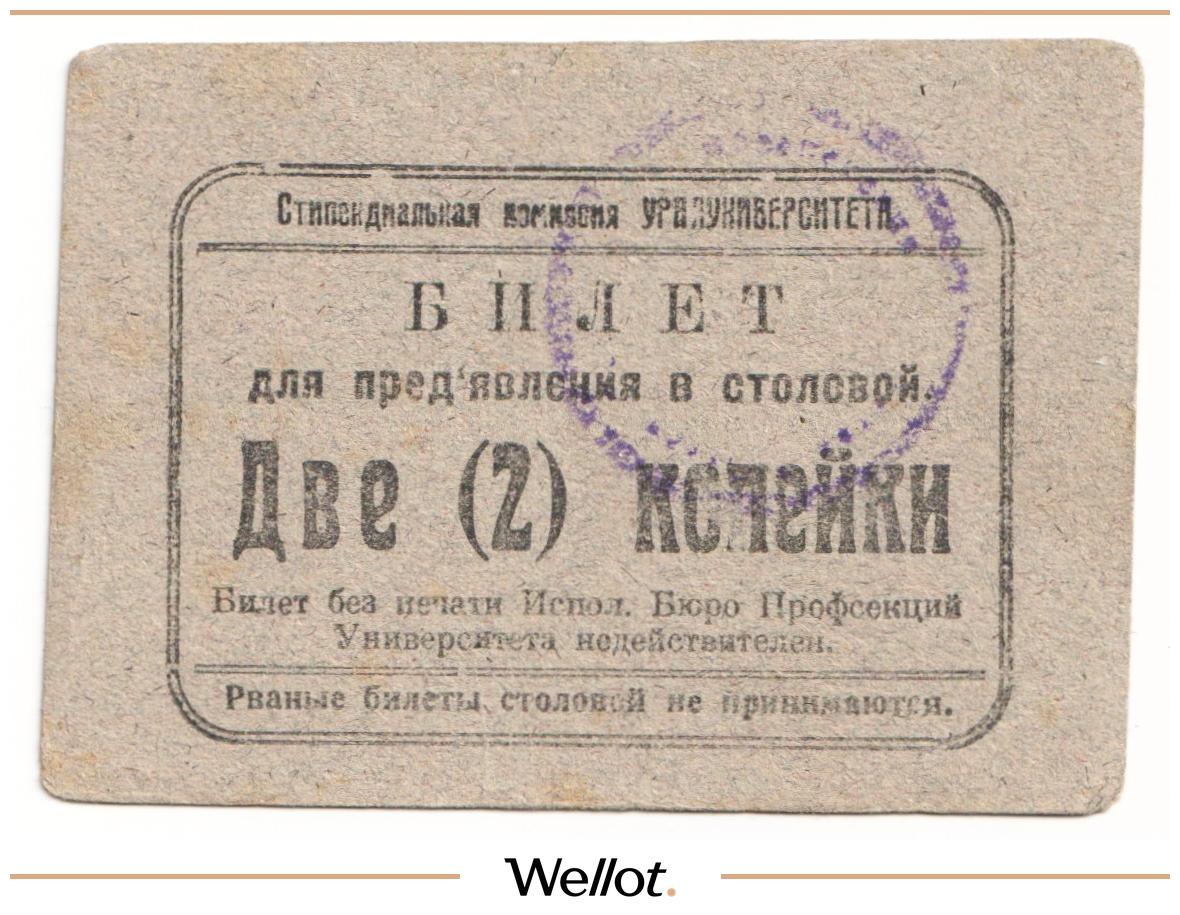 Стипендиальная комиссия УРАЛУНИВЕРСИТЕТА.
БИЛЕТ
для пред'явления в столовой.
Две (2) копейки
Билет без печати Испол. Бюро Профсекций
Университета недействителен.
Рваные билеты столовой не принимаются.
Wellot.